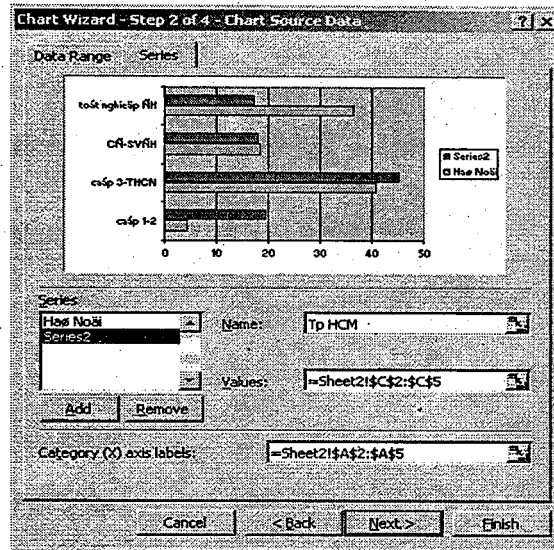 Chart Wizard - Step 2 of 4 - Chart Source Data
Data Range Series
toát nghieäp ÑH
CÑ-SVÑH
caáp 3-THCN
caáp 1-2
0 10 20 30 40 50
Series2
Haø Noäi
Series
Haø Noäi
Series2
Name: Tp HCM
Values: =Sheet2!$C$2:$C$5
Add Remove
Category (X) axis labels: =Sheet2!$A$2:$A$5
Cancel < Back Next > Finish